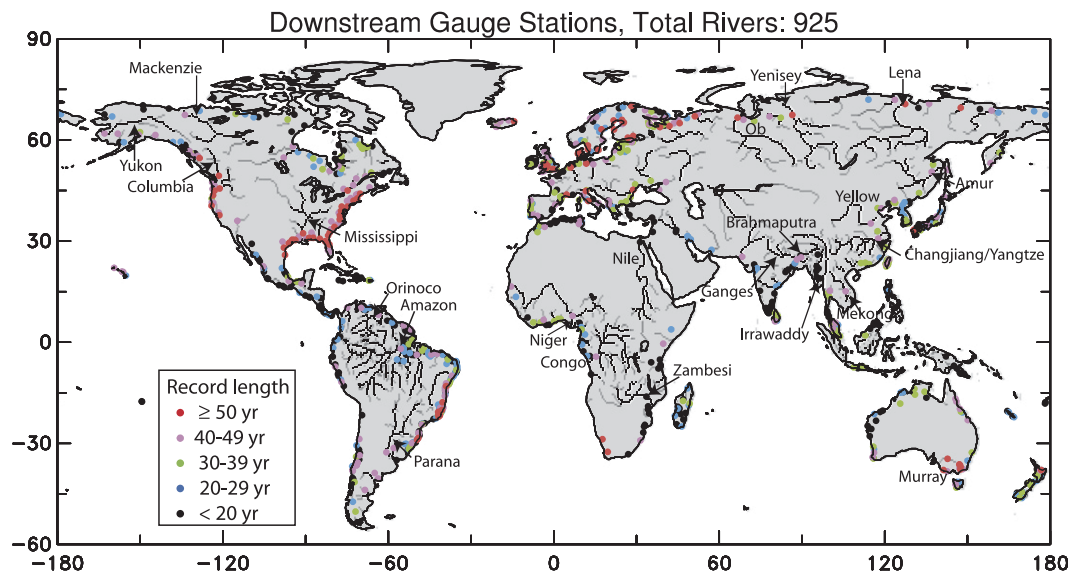 Downstream Gauge Stations, Total Rivers: 925
90
60
30
0
−30
−60
−180
−120
−60
0
60
120
180
Mackenzie
Yenisey
Lena
Ob
Yukon
Columbia
Amur
Yellow
Brahmaputra
Mississippi
Changjiang/Yangtze
Nile
Ganges
Orinoco
Amazon
Mekong
Irrawaddy
Niger
Congo
Zambesi
Parana
Murray
Record length
≥ 50 yr
40-49 yr
30-39 yr
20-29 yr
< 20 yr